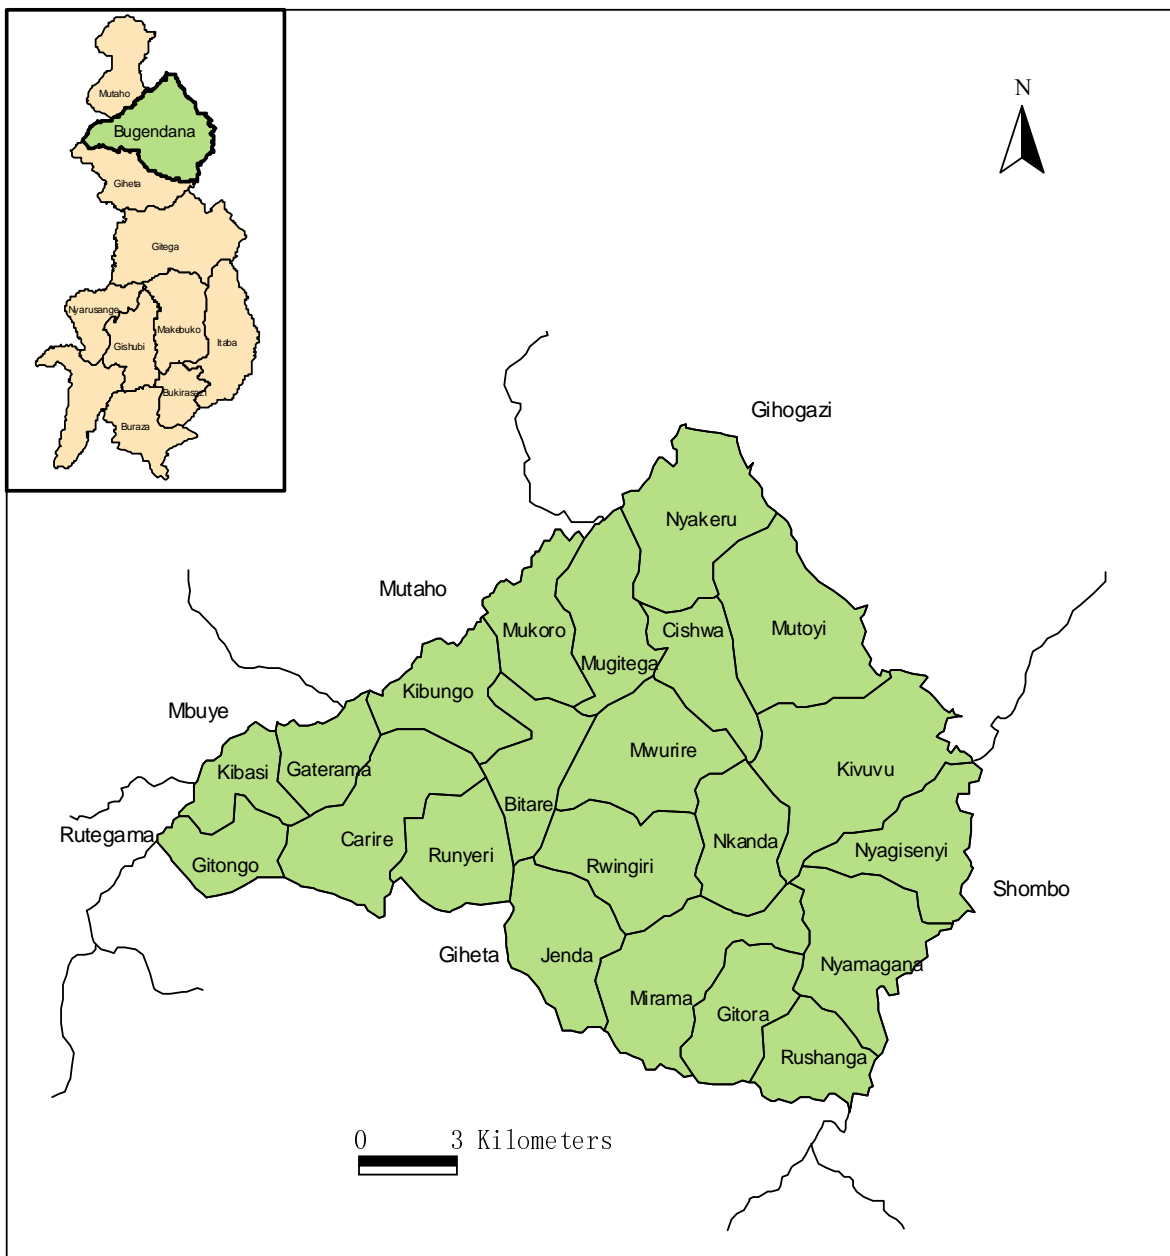 Mutaho
Bugendana
Giheta
Gitega
Nyarusange
Makebuko
Gishubi
Itaba
Bukirasazi
Buraza
N
Gihogazi
Nyakeru
Mutaho
Mukoro
Cishwa
Mutoyi
Mugitega
Kibungo
Mbuye
Mwurire
Kibasi
Gaterama
Kivuvu
Bitare
Rutegama
Carire
Nkanda
Runyeri
Nyagisenyi
Gitongo
Rwingiri
Shombo
Giheta
Jenda
Nyamagana
Mirama
Gitora
Rushanga
0 3 Kilometers